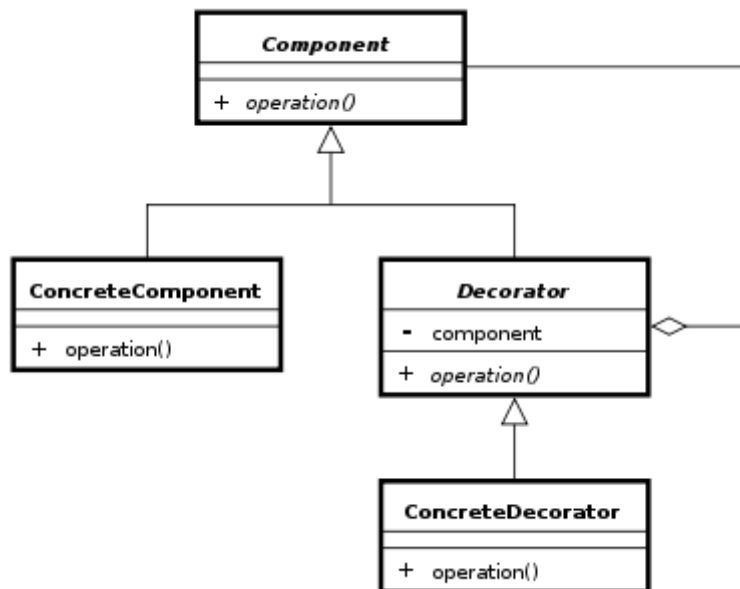 Component
+ operation()
ConcreteComponent
+ operation()
Decorator
- component
+ operation()
ConcreteDecorator
+ operation()